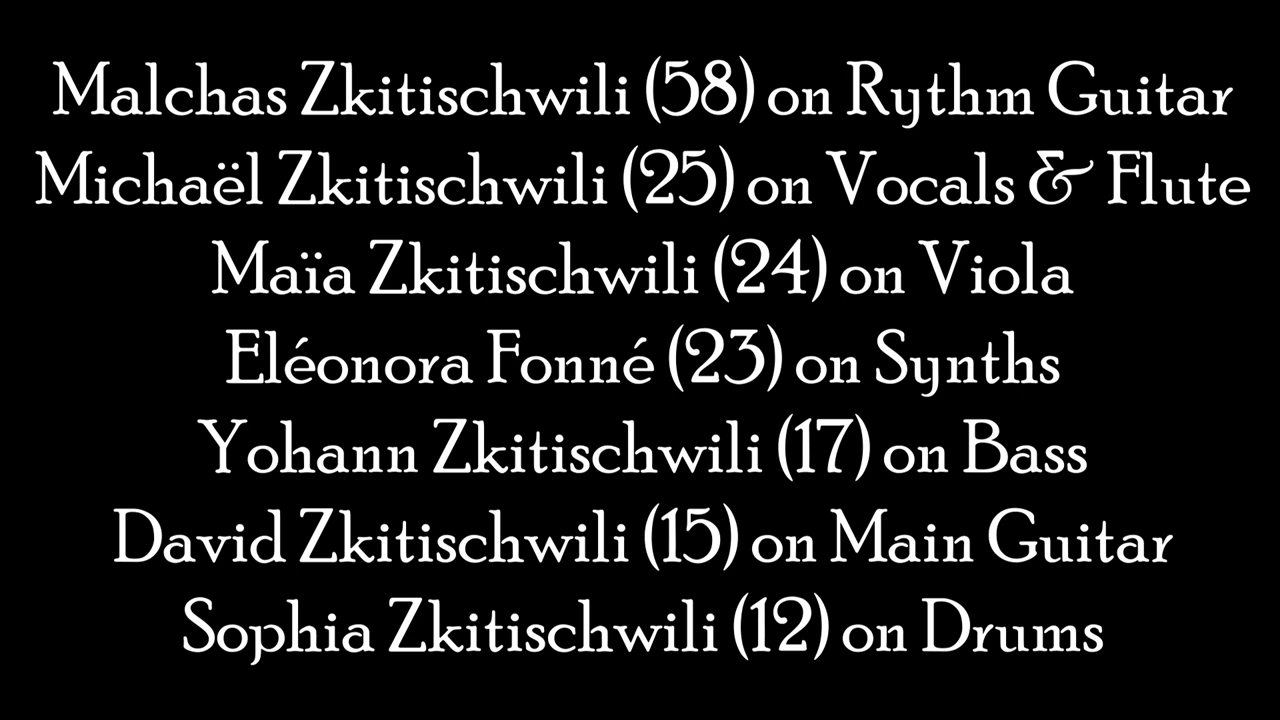 Malchas Zkitischwili (58) on Rythm Guitar
Michaël Zkitischwili (25) on Vocals & Flute
Maïa Zkitischwili (24) on Viola
Eléonora Fonné (23) on Synths
Yohann Zkitischwili (17) on Bass
David Zkitischwili (15) on Main Guitar
Sophia Zkitischwili (12) on Drums